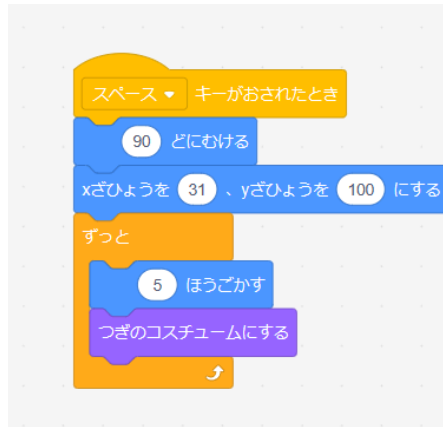 スペース キーがおされたとき
90 どにむける
xざひょうを 31 、yざひょうを 100 にする
ずっと
5 ほうごかす
つぎのコスチュームにする